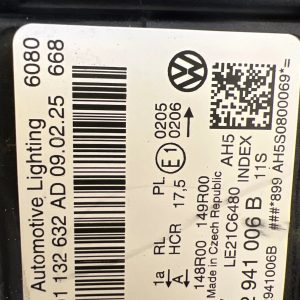 Automotive Lighting 6080
1 132 632 AD 09.02.25 668
1a RL PL 0205
A HCR 17,5 E1 0206
148R00 149R00
Made in Czech Republic
LE21C6480 AH5
INDEX
941 006 B 11S
###*899 AH5S0800069*=
941006B